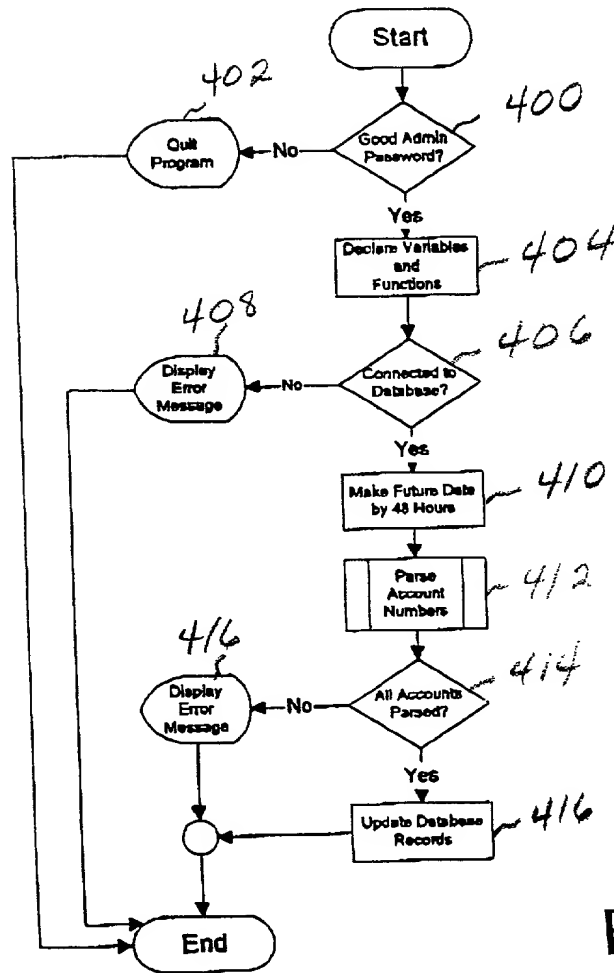 Start
402
400
Quit
Program
No
Good Admin
Password?
Yes
Declare Variables
and
Functions
404
408
406
Display
Error
Message
No
Connected to
Database?
Yes
Make Future Date
by 48 Hours
410
Parse
Account
Numbers
412
416
414
Display
Error
Message
No
All Accounts
Parsed?
Yes
Update Database
Records
416
End